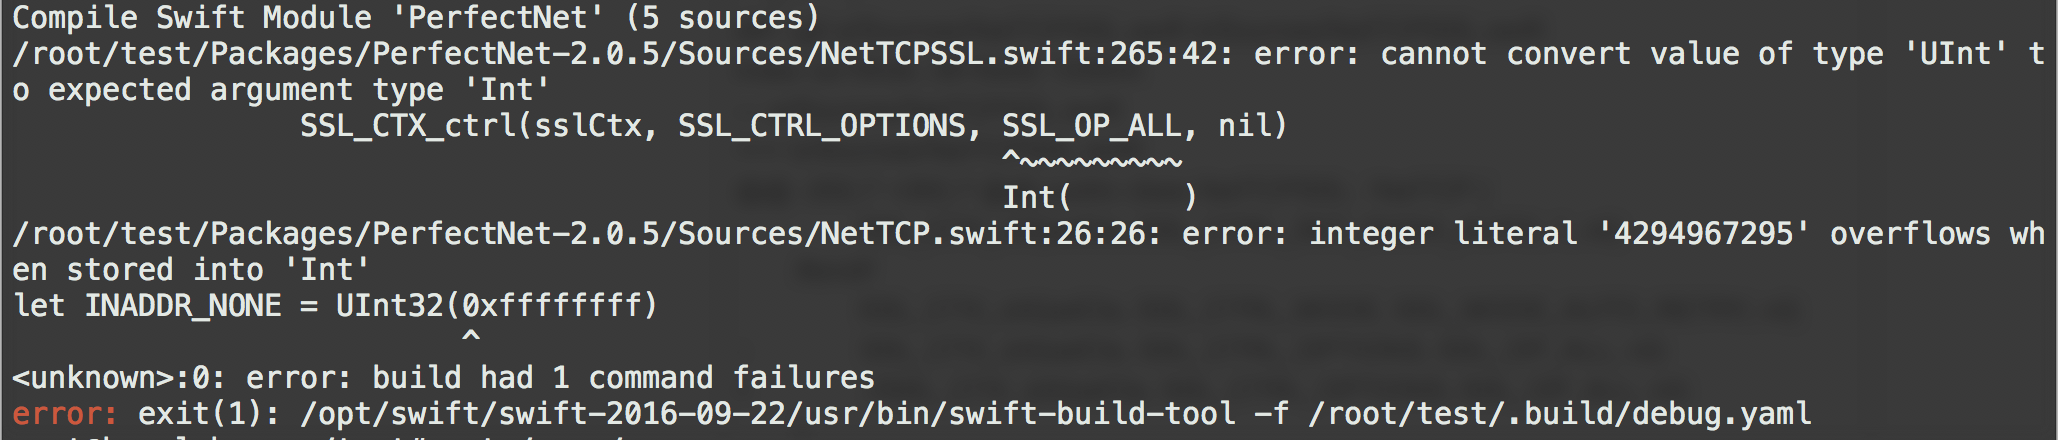 Compile Swift Module 'PerfectNet' (5 sources)
/root/test/Packages/PerfectNet-2.0.5/Sources/NetTCPSSL.swift:265:42: error: cannot convert value of type 'UInt' t
o expected argument type 'Int'
                SSL_CTX_ctrl(sslCtx, SSL_CTRL_OPTIONS, SSL_OP_ALL, nil)
                                                       ^~~~~~~~~~
                                                       Int(      )
/root/test/Packages/PerfectNet-2.0.5/Sources/NetTCP.swift:26:26: error: integer literal '4294967295' overflows wh
en stored into 'Int'
let INADDR_NONE = UInt32(0xffffffff)
                         ^
<unknown>:0: error: build had 1 command failures
error: exit(1): /opt/swift/swift-2016-09-22/usr/bin/swift-build-tool -f /root/test/.build/debug.yaml